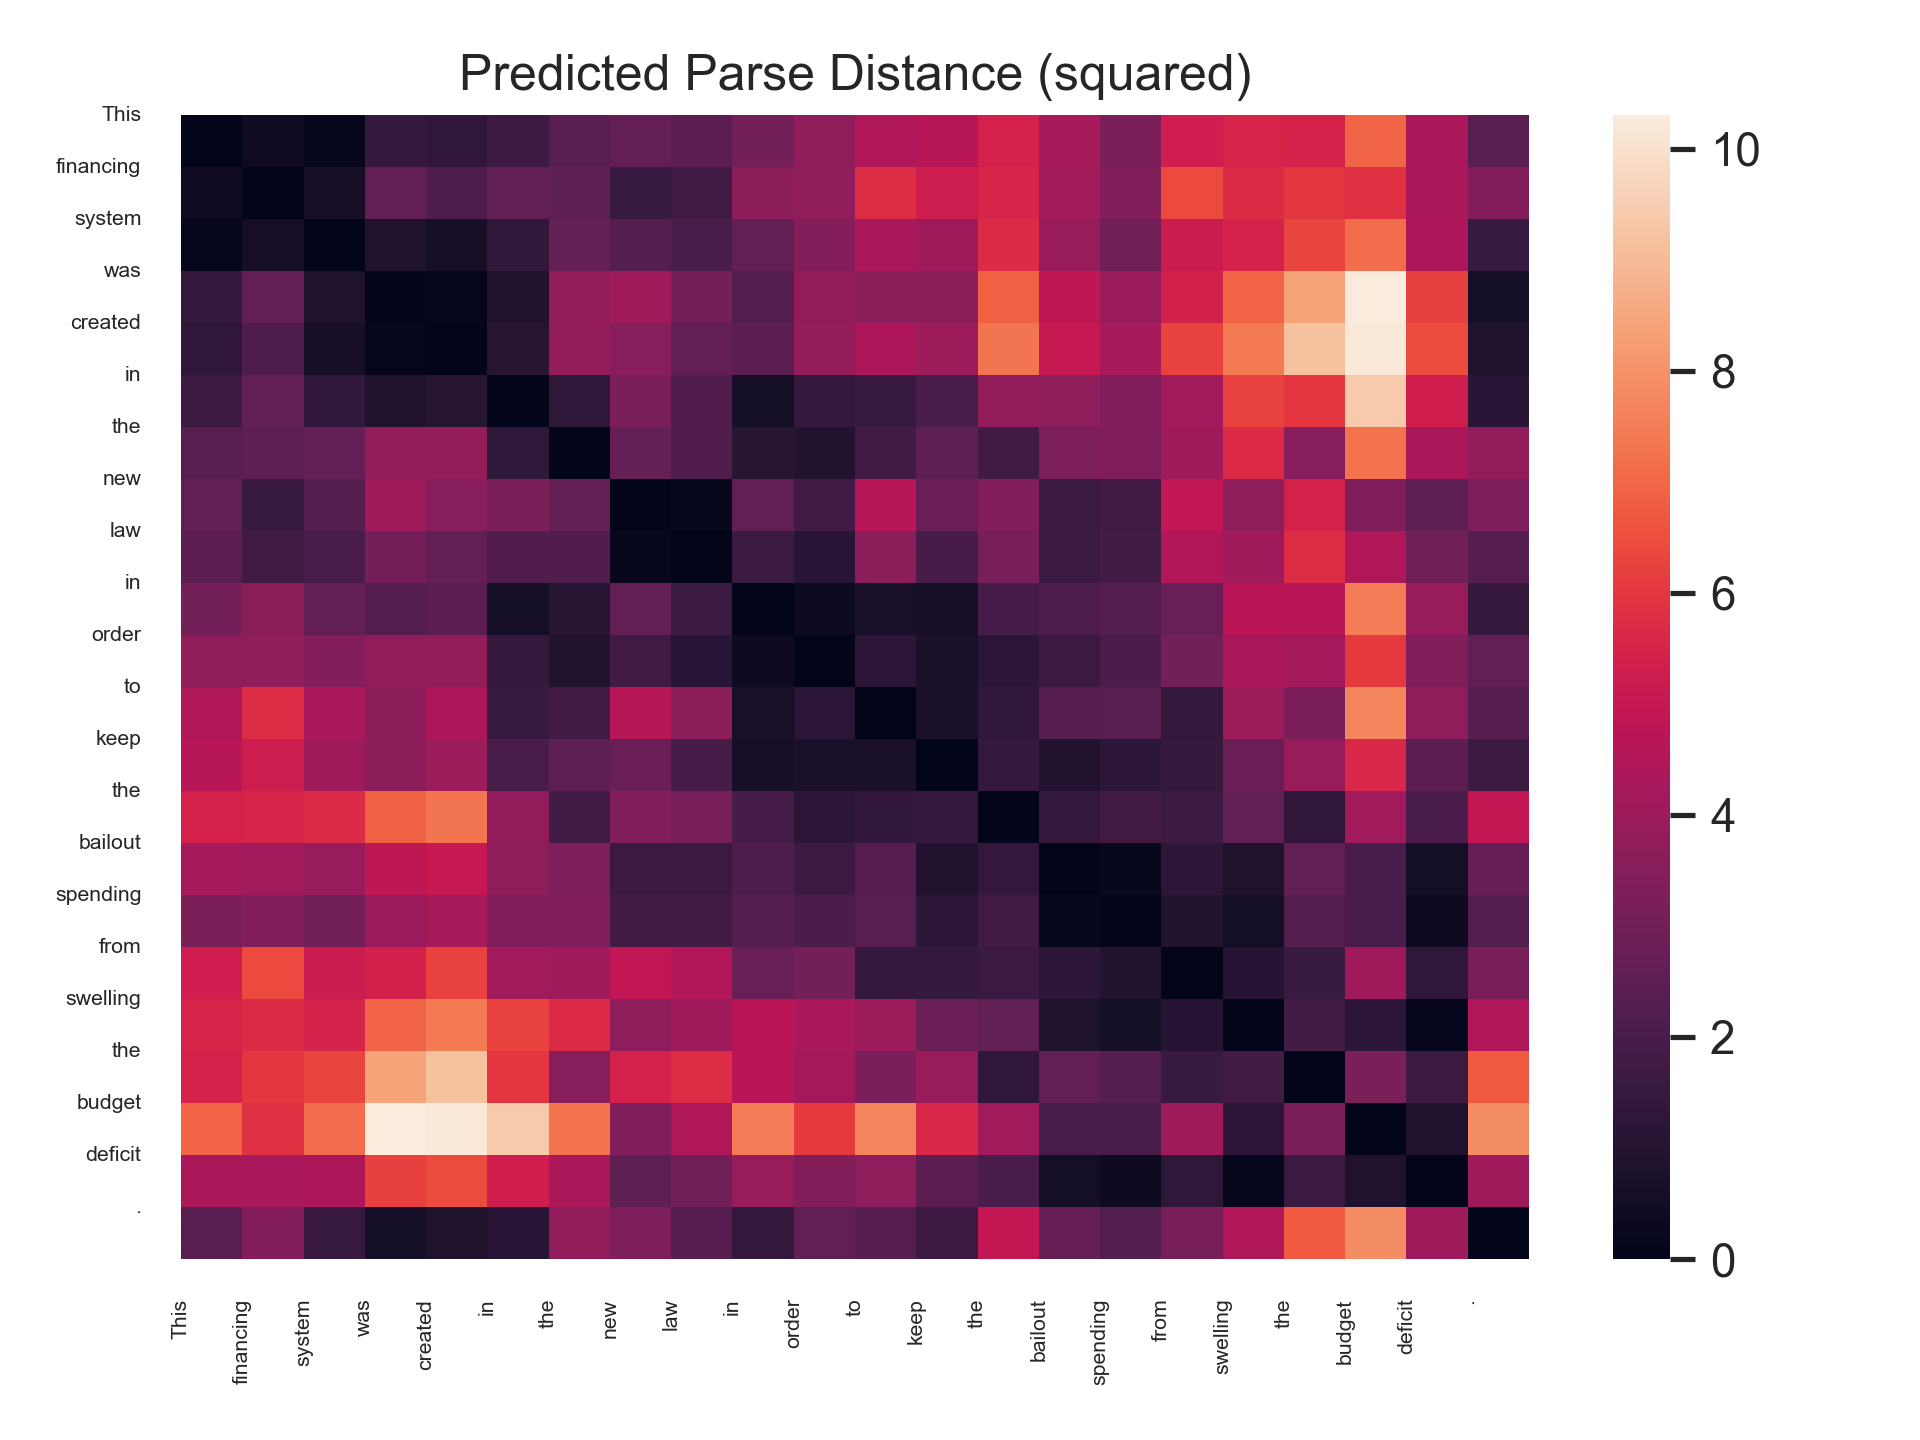 Predicted Parse Distance (squared)
This
financing
system
was
created
in
the
new
law
in
order
to
keep
the
bailout
spending
from
swelling
the
budget
deficit
.
10
8
6
4
2
0
This
financing
system
was
created
in
the
new
law
in
order
to
keep
the
bailout
spending
from
swelling
the
budget
deficit
.